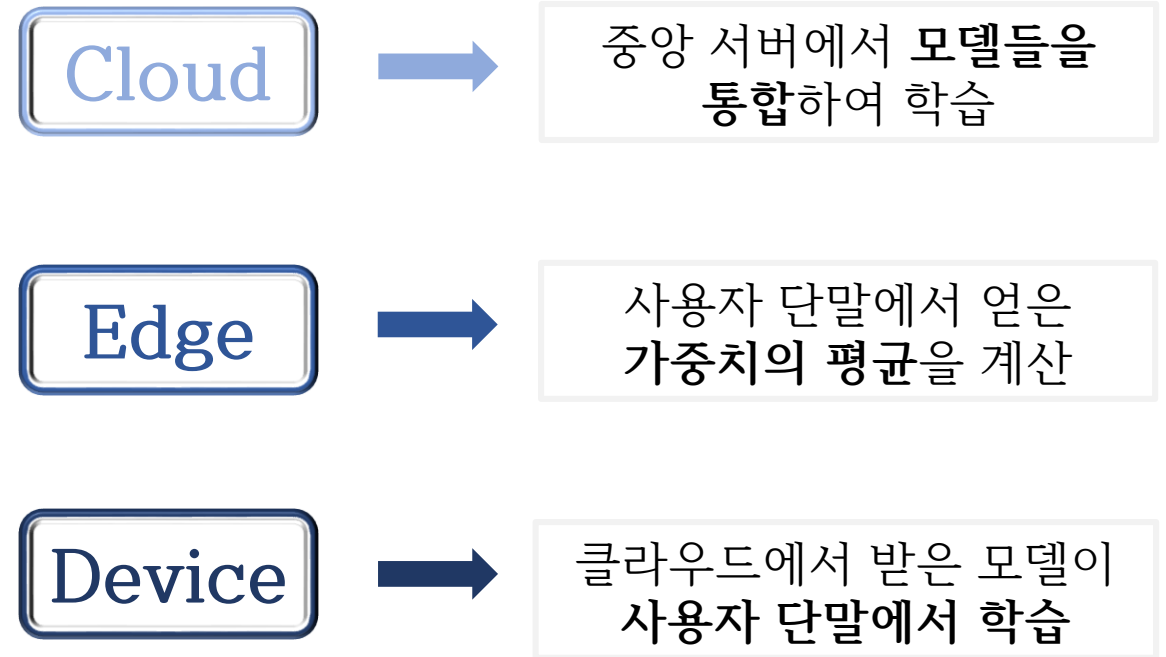 Cloud
중앙 서버에서 모델들을
통합하여 학습
Edge
사용자 단말에서 얻은
가중치의 평균을 계산
Device
클라우드에서 받은 모델이
사용자 단말에서 학습